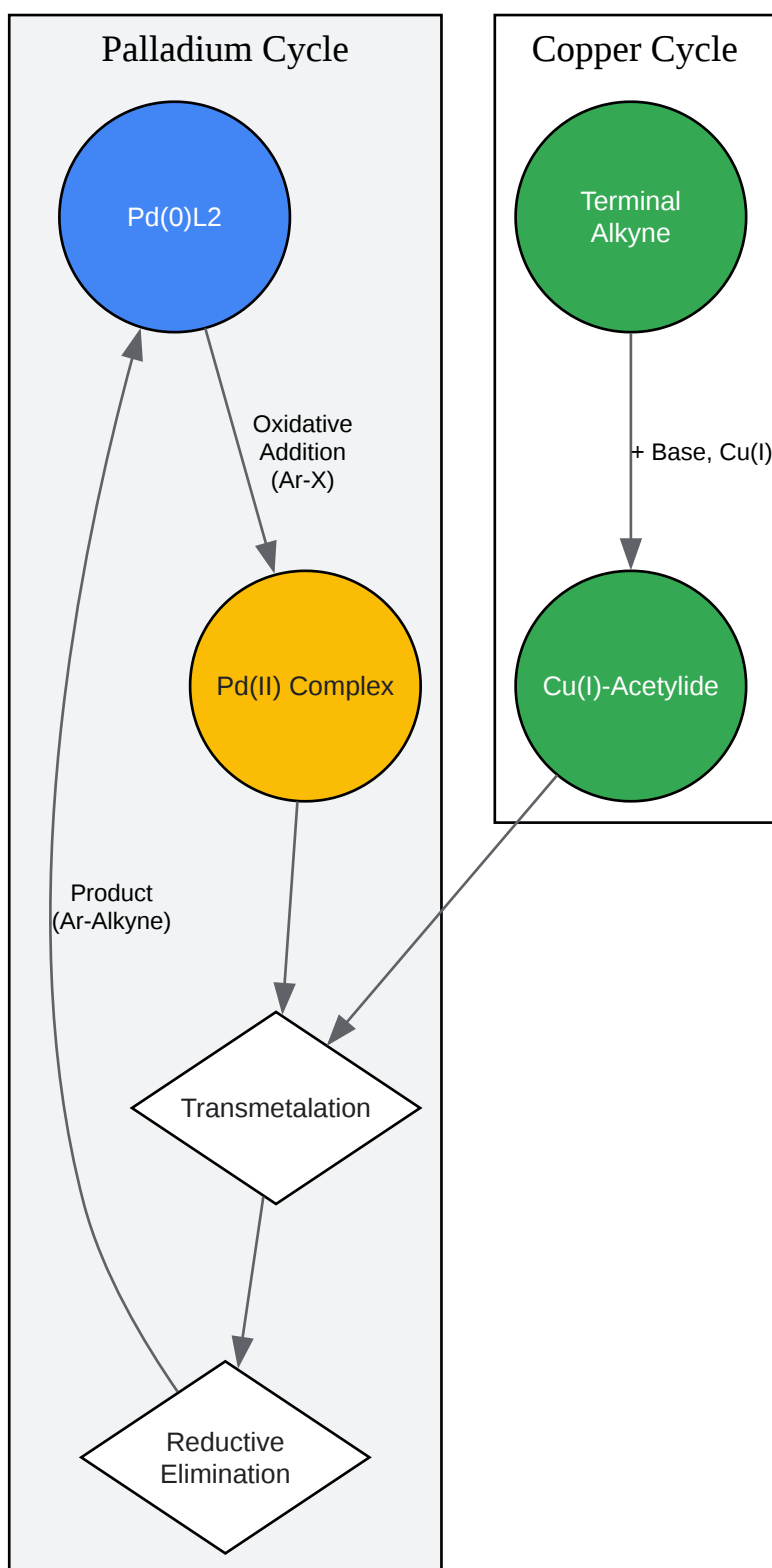 Palladium Cycle
Pd(0)L2
Oxidative
Addition
(Ar-X)
Pd(II) Complex
Product
(Ar-Alkyne)
Transmetalation
Reductive
Elimination
Copper Cycle
Terminal
Alkyne
+ Base, Cu(I)
Cu(I)-Acetylide